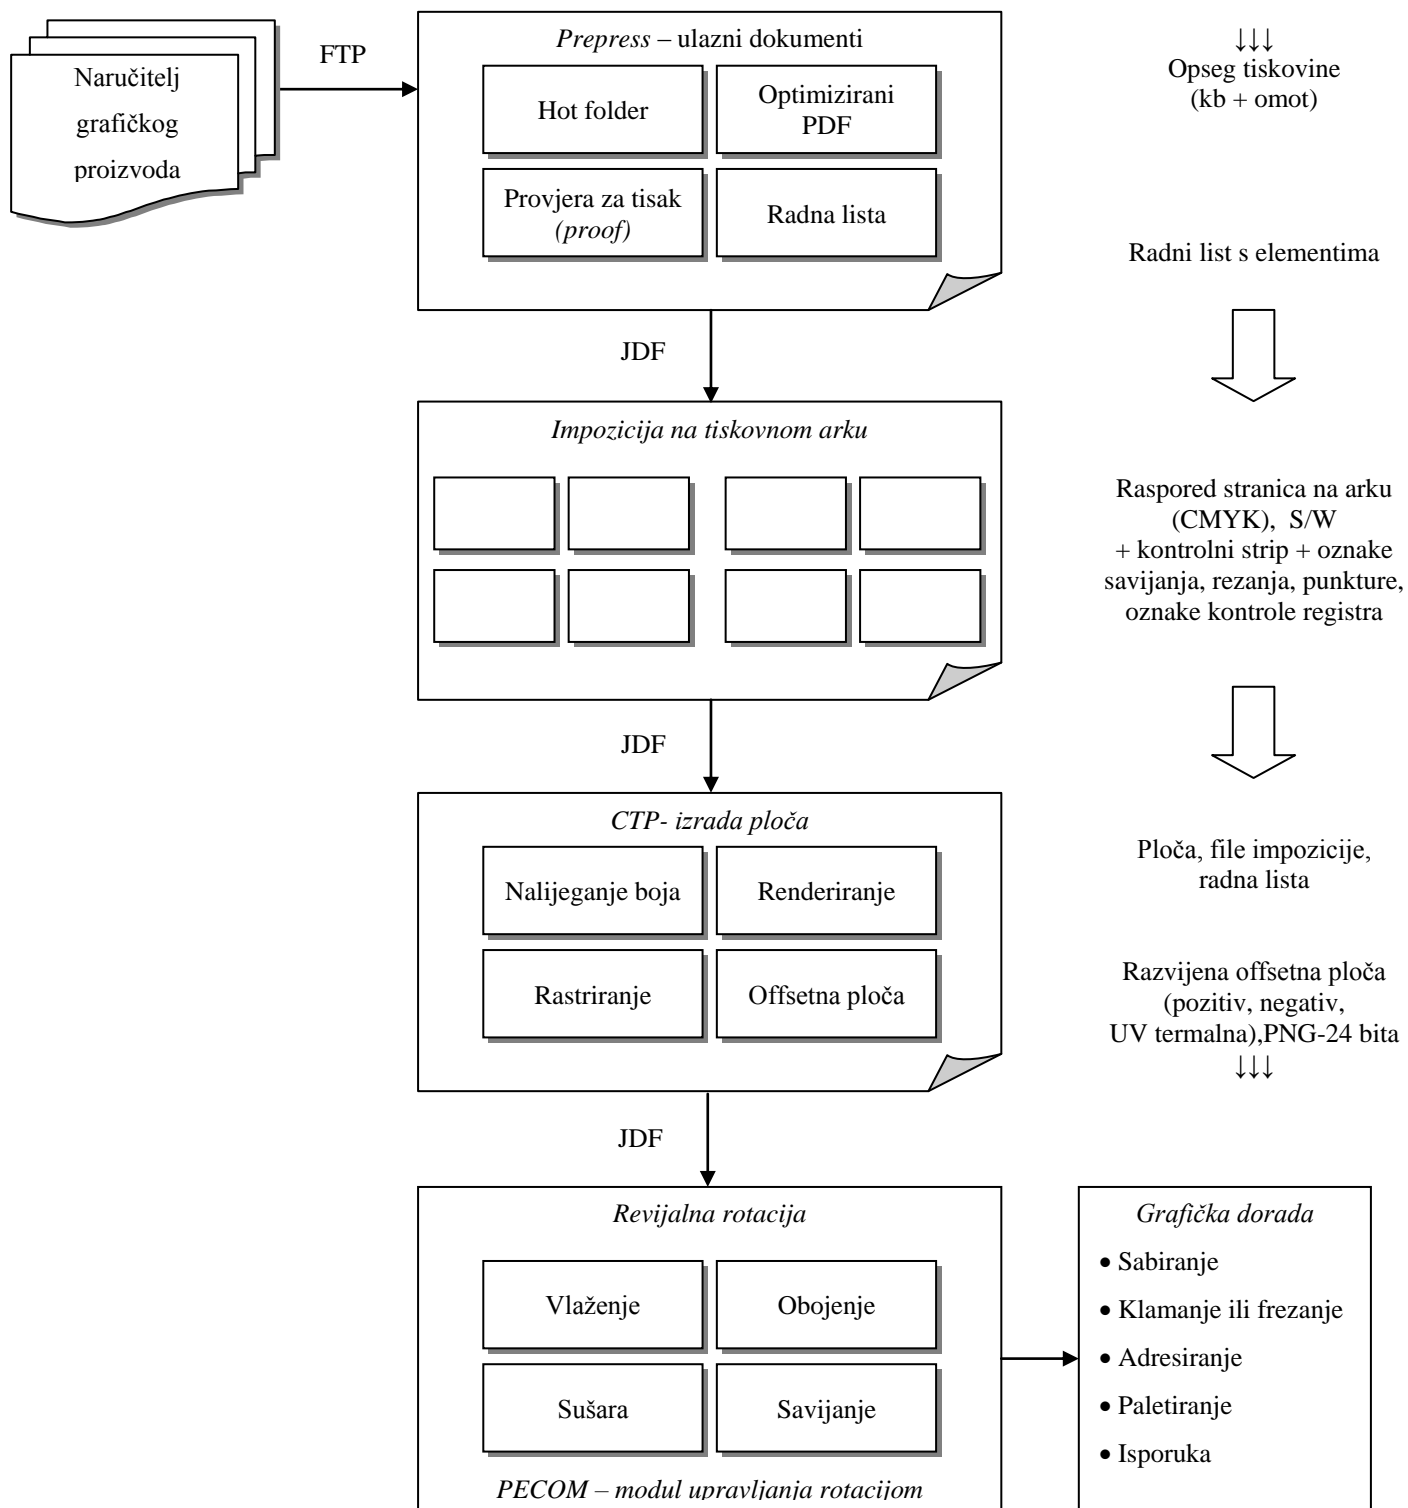 Naručitelj
grafičkog
proizvoda
FTP
Prepress – ulazni dokumenti
Hot folder
Optimizirani
PDF
Provjera za tisak
(proof)
Radna lista
↓↓↓
Opseg tiskovine
(kb + omot)
Radni list s elementima
JDF
Impozicija na tiskovnom arku
Raspored stranica na arku
(CMYK), S/W
+ kontrolni strip + oznake
savijanja, rezanja, punkture,
oznake kontrole registra
JDF
CTP- izrada ploča
Nalijeganje boja
Renderiranje
Rastriranje
Offsetna ploča
Ploča, file impozicije,
radna lista
Razvijena offsetna ploča
(pozitiv, negativ,
UV termalna),PNG-24 bita
↓↓↓
JDF
Revijalna rotacija
Vlaženje
Obojenje
Sušara
Savijanje
PECOM – modul upravljanja rotacijom
Grafička dorada
• Sabiranje
• Klamanje ili frezanje
• Adresiranje
• Paletiranje
• Isporuka